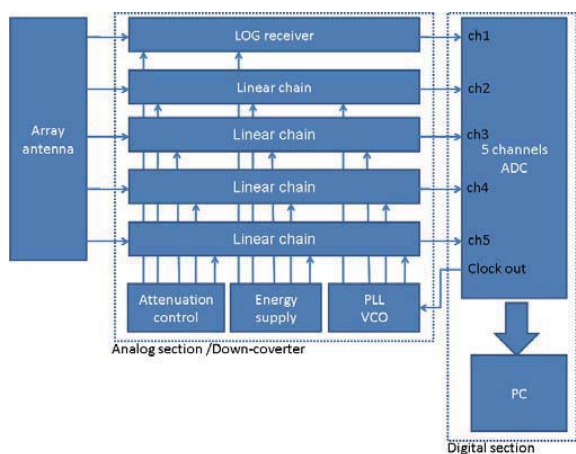 LOG receiver
ch1
Linear chain
ch2
Array
antenna
Linear chain
ch3
5 channels
ADC
Linear chain
ch4
Linear chain
ch5
Clock out
Attenuation
control
Energy
supply
PLL
VCO
Analog section /Down-coverter
PC
Digital section